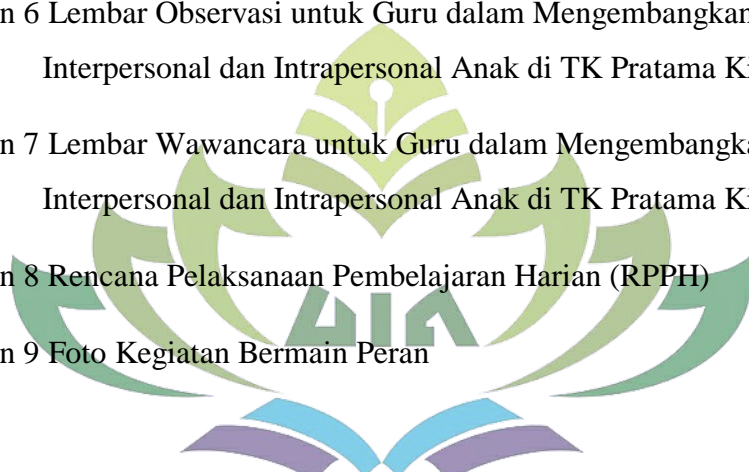 n 6 Lembar Observasi untuk Guru dalam Mengembangkan
Interpersonal dan Intrapersonal Anak di TK Pratama Ki
n 7 Lembar Wawancara untuk Guru dalam Mengembangka
Interpersonal dan Intrapersonal Anak di TK Pratama Ki
n 8 Rencana Pelaksanaan Pembelajaran Harian (RPPH)
UIN
n 9 Foto Kegiatan Bermain Peran